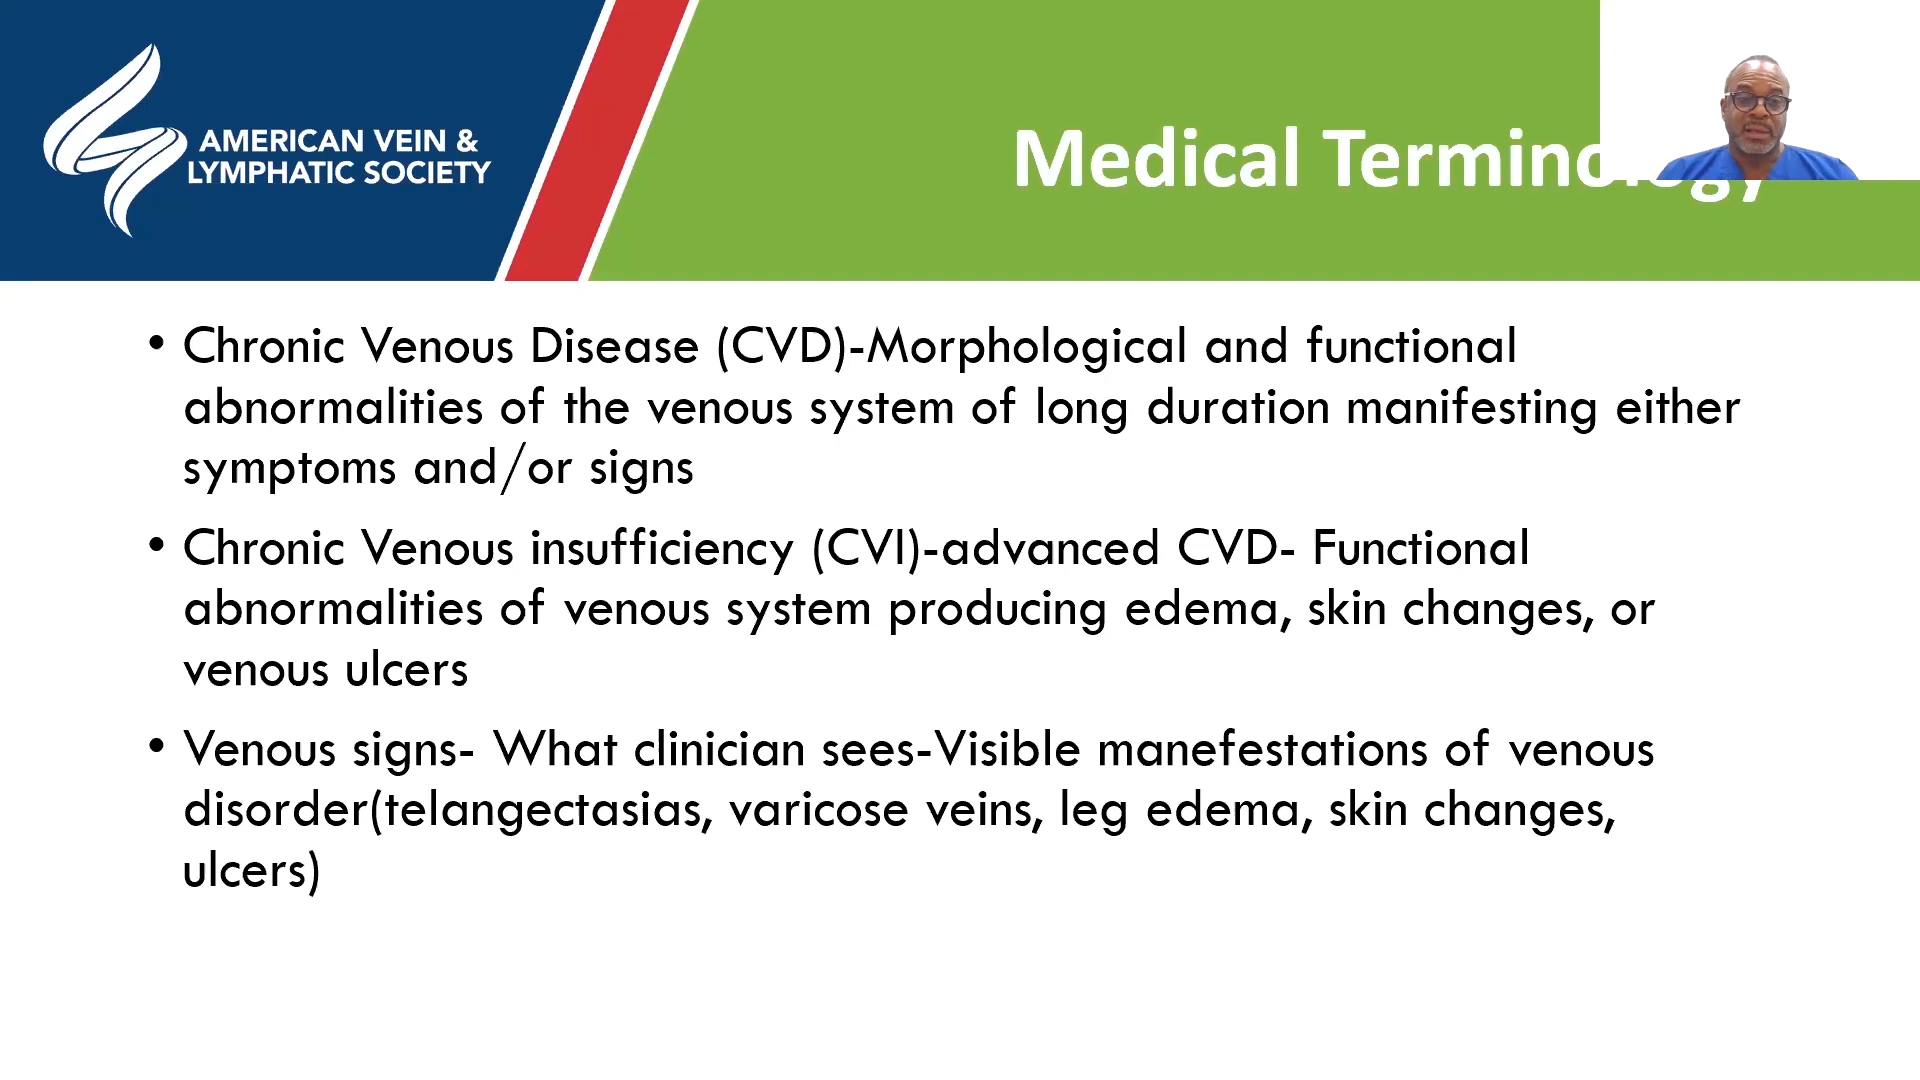 AMERICAN VEIN &
LYMPHATIC SOCIETY
Medical Terminology
• Chronic Venous Disease (CVD)-Morphological and functional
abnormalities of the venous system of long duration manifesting either
symptoms and/or signs
• Chronic Venous insufficiency (CVI)-advanced CVD- Functional
abnormalities of venous system producing edema, skin changes, or
venous ulcers
• Venous signs- What clinician sees-Visible manefestations of venous
disorder(telangectasias, varicose veins, leg edema, skin changes,
ulcers)